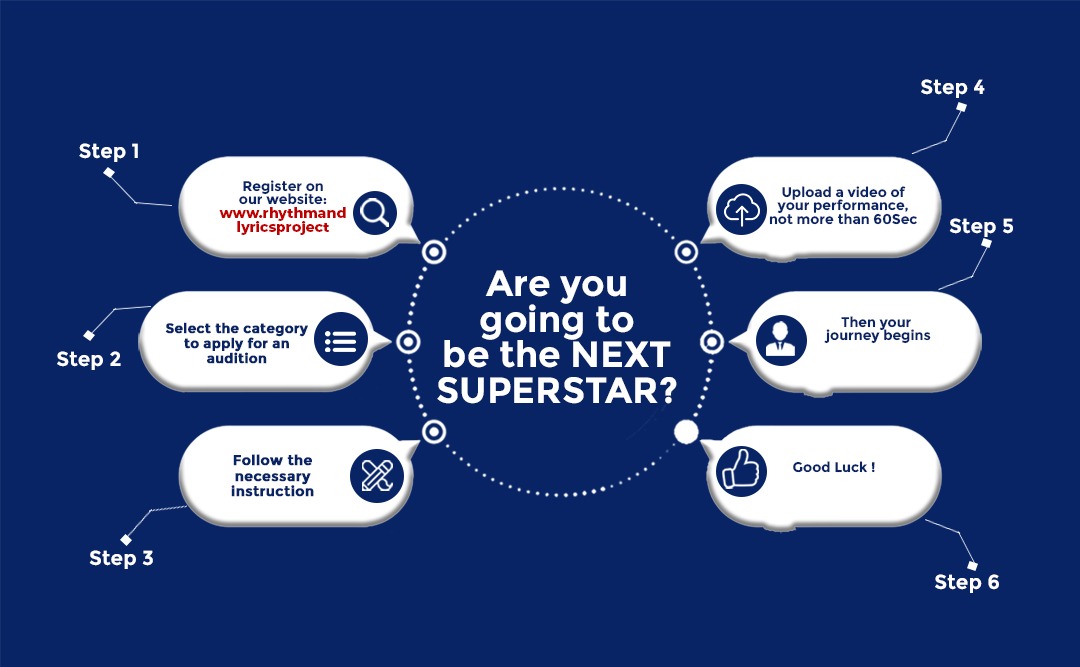 Step 1
Register on
our website:
www.rhythmand
lyricsproject
Step 2
Select the category
to apply for an
audition
Step 3
Follow the
necessary
instruction
Are you
going to
be the NEXT
SUPERSTAR?
Step 4
Upload a video of
your performance,
not more than 60Sec
Step 5
Then your
journey begins
Step 6
Good Luck !